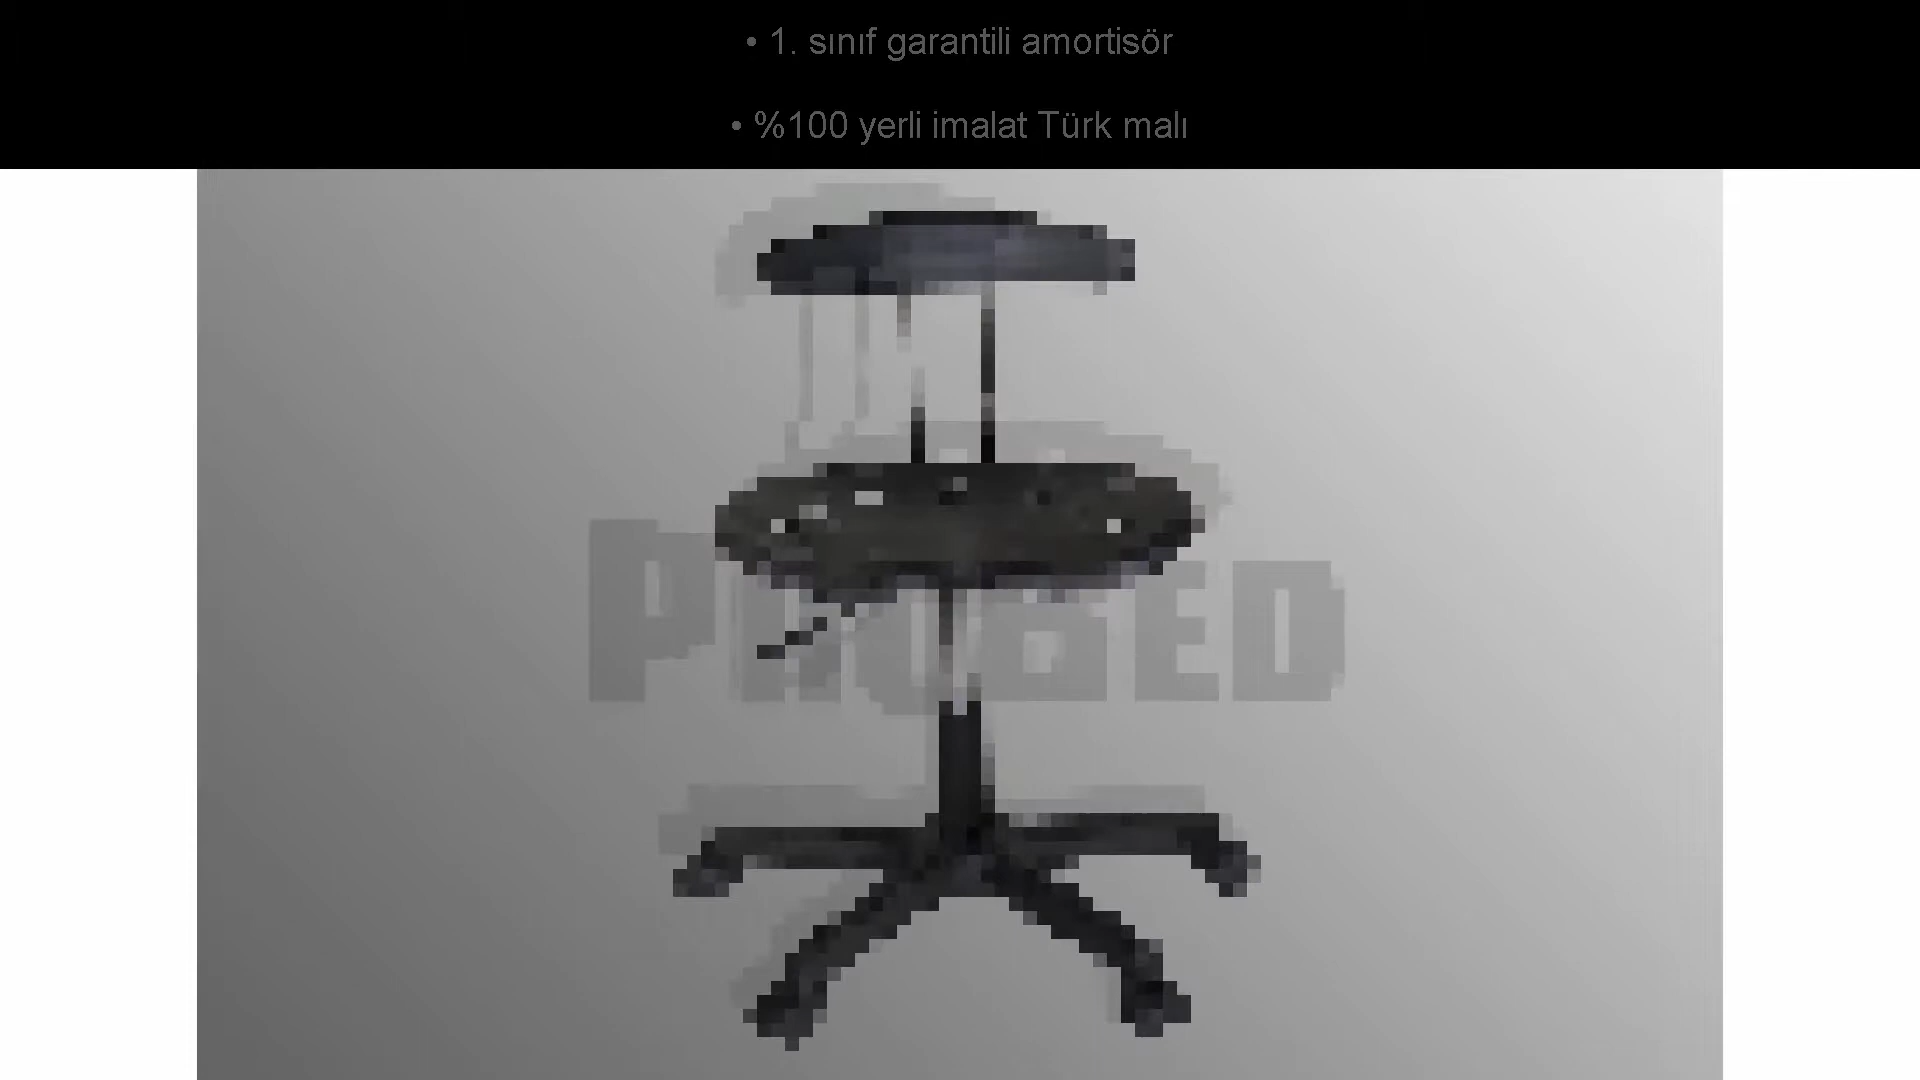 • 1. sınıf garantili amortisör
• %100 yerli imalat Türk malı